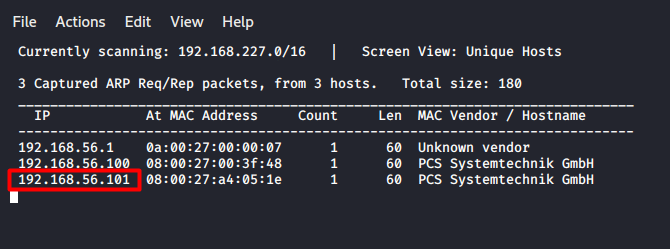 File Actions Edit View Help
Currently scanning: 192.168.227.0/16 | Screen View: Unique Hosts
3 Captured ARP Req/Rep packets, from 3 hosts. Total size: 180
_____________________________________________________________________________
IP At MAC Address Count Len MAC Vendor / Hostname
-----------------------------------------------------------------------------
192.168.56.1 0a:00:27:00:00:07 1 60 Unknown vendor
192.168.56.100 08:00:27:00:3f:48 1 60 PCS Systemtechnik GmbH
192.168.56.101 08:00:27:a4:05:1e 1 60 PCS Systemtechnik GmbH